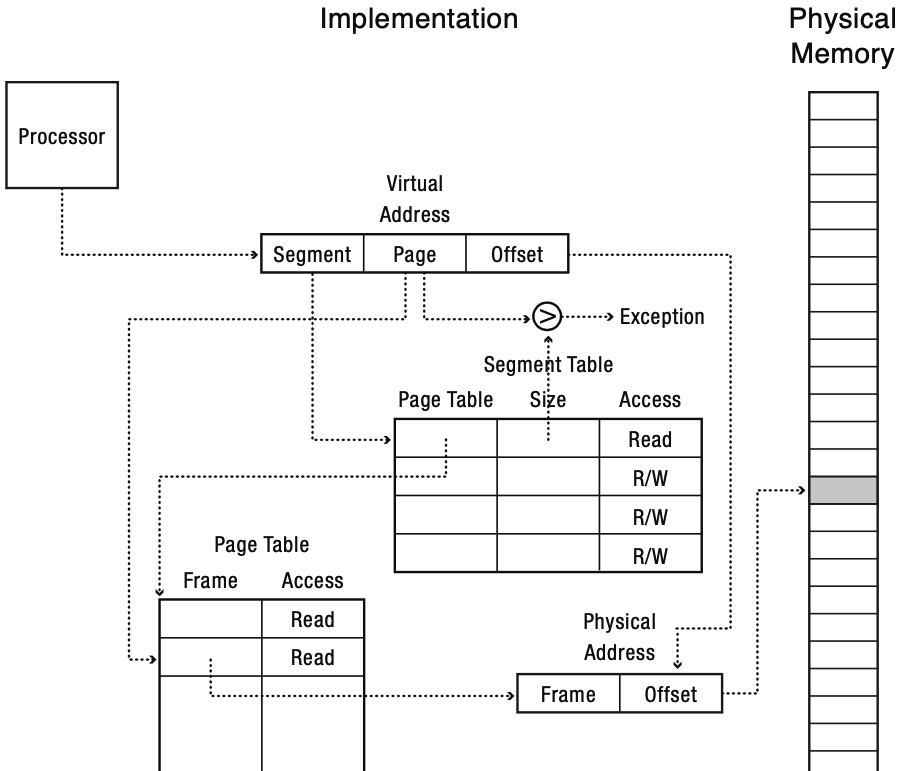 Implementation
Physical
Memory
Processor
Virtual
Address
Segment Page Offset
> Exception
Segment Table
Page Table Size Access
Read
R/W
R/W
R/W
Page Table
Frame Access
Read
Read
Physical
Address
Frame Offset